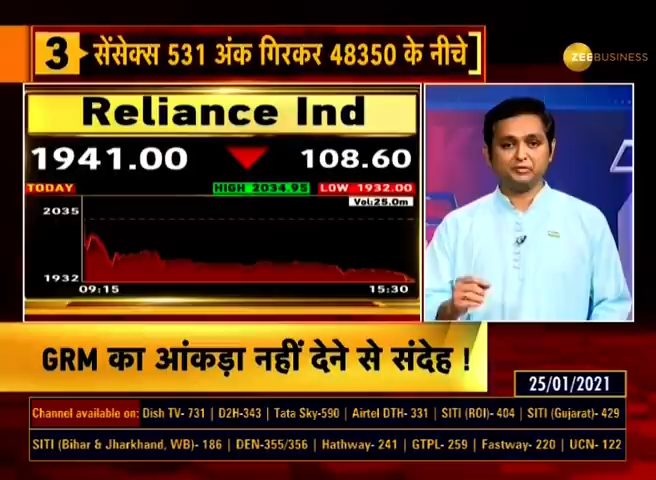 3 सेंसेक्स 531 अंक गिरकर 48350 के नीचे
ZEE BUSINESS
Reliance Ind
1941.00 108.60
TODAY HIGH 2034.95 LOW 1932.00
Vol:25.0m
2035
1932
09:15 15:30
GRM का आंकड़ा नहीं देने से संदेह !
25/01/2021
Channel available on: Dish TV- 731 | D2H-343 | Tata Sky-590 | Airtel DTH- 331 | SITI (ROI)- 404 | SITI (Gujarat)- 429
SITI (Bihar & Jharkhand, WB)- 186 | DEN-355/356 | Hathway- 241 | GTPL- 259 | Fastway- 220 | UCN- 122